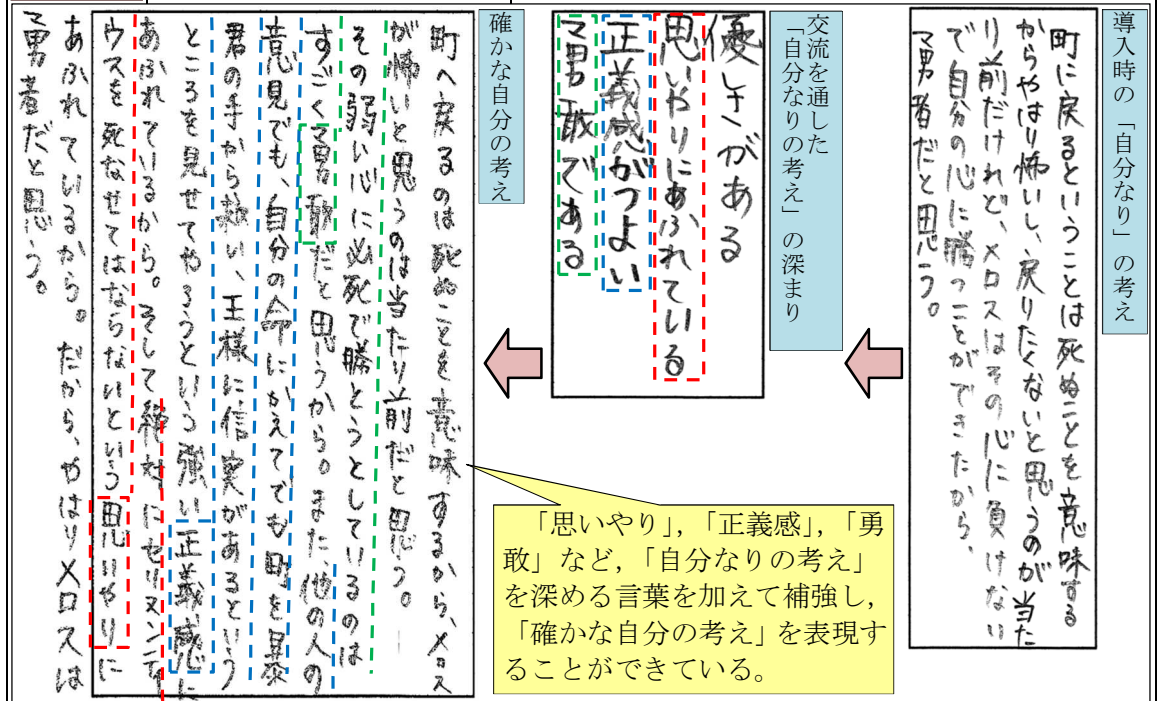 導入時の「自分なり」の考え
町に戻るということは死ぬことを意味する
からやはり怖いし、戻りたくないと思うのが当た
り前だけれど、メロスはその心に負けない
で自分の心に勝つことができたから、
勇者だと思う。
交流を通した
「自分なりの考え」の深まり
優しさがある
思いやりにあふれている
正義感がつよい
勇敢である
確かな自分の考え
町へ戻るのは死ぬことを意味するから、メロス
が怖いと思うのは当たり前だと思う。
その弱い心に必死で勝とうとしているのは
すごく勇敢だと思うから。また、他の人の
意見でも、自分の命にかえてでも町を暴
君の手から救い、王様に信実があるという
ところを見せてやろうという強い正義感に
あふれているから。そして絶対にセリヌンティ
ウスを死なせてはならないという思いやりに
あふれているから。だから、やはりメロスは
勇者だと思う。
「思いやり」,「正義感」,「勇
敢」など,「自分なりの考え」
を深める言葉を加えて補強し,
「確かな自分の考え」を表現す
ることができている。